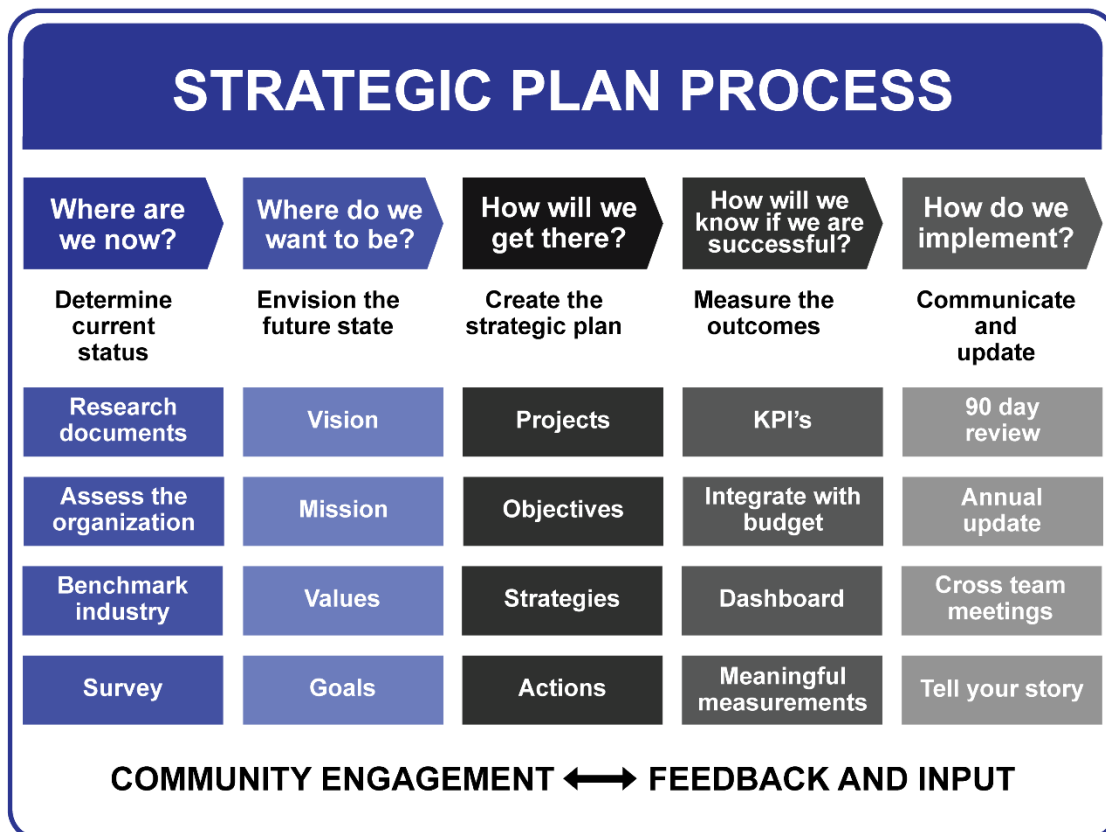 STRATEGIC PLAN PROCESS
Where are
we now?
Where do we
want to be?
How will we
get there?
How will we
know if we are
successful?
How do we
implement?
Determine
current
status
Envision the
future state
Create the
strategic plan
Measure the
outcomes
Communicate
and
update
Research
documents
Vision
Projects
KPI's
90 day
review
Assess the
organization
Mission
Objectives
Integrate with
budget
Annual
update
Benchmark
industry
Values
Strategies
Dashboard
Cross team
meetings
Survey
Goals
Actions
Meaningful
measurements
Tell your story
COMMUNITY ENGAGEMENT ⟷ FEEDBACK AND INPUT